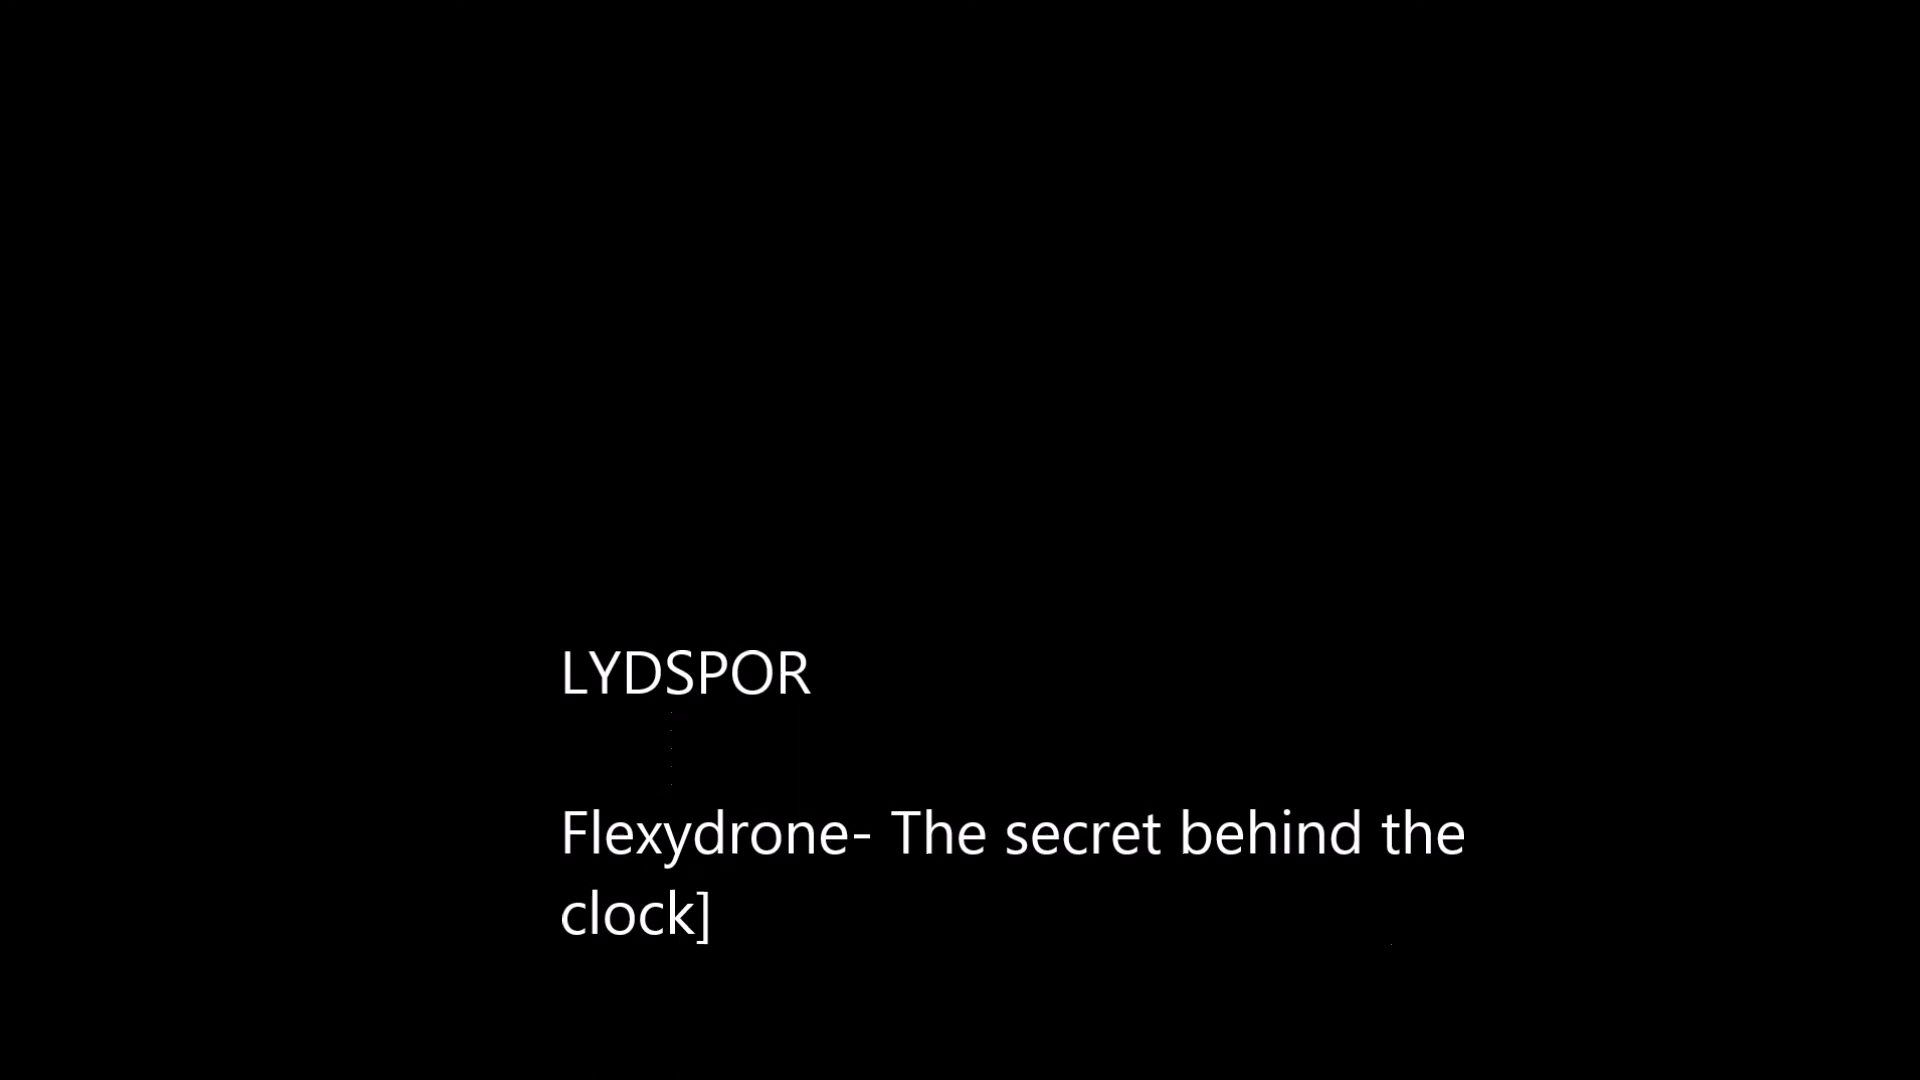 LYDSPOR
Flexydrone- The secret behind the
clock]